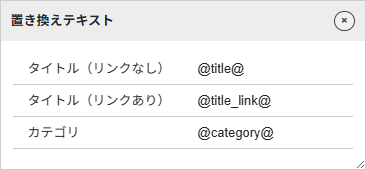 置き換えテキスト
タイトル（リンクなし） @title@
タイトル（リンクあり） @title_link@
カテゴリ @category@